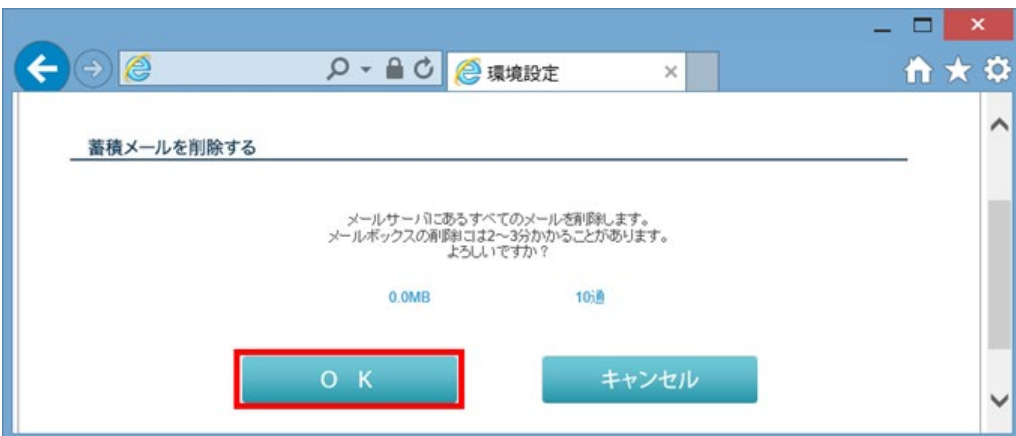 環境設定
蓄積メールを削除する
メールサーバにあるすべてのメールを削除します。
メールボックスの削除には2～3分かかることがあります。
よろしいですか？
0.0MB 10通
O K キャンセル